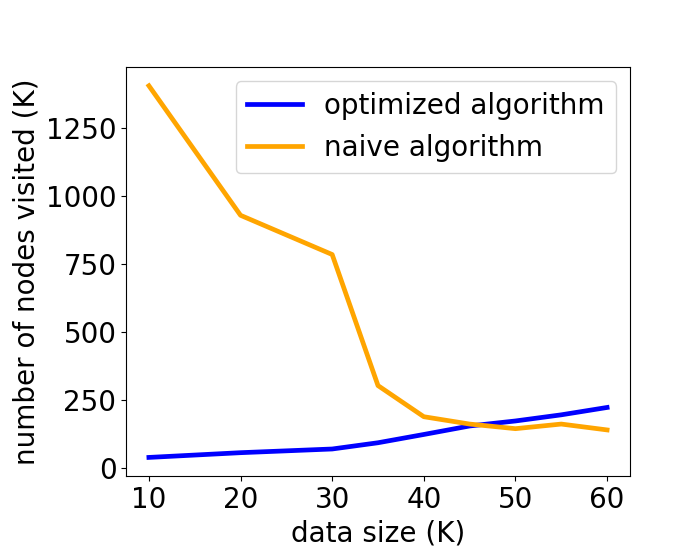 optimized algorithm
naive algorithm
number of nodes visited (K)
1250
1000
750
500
250
0
10 20 30 40 50 60
data size (K)